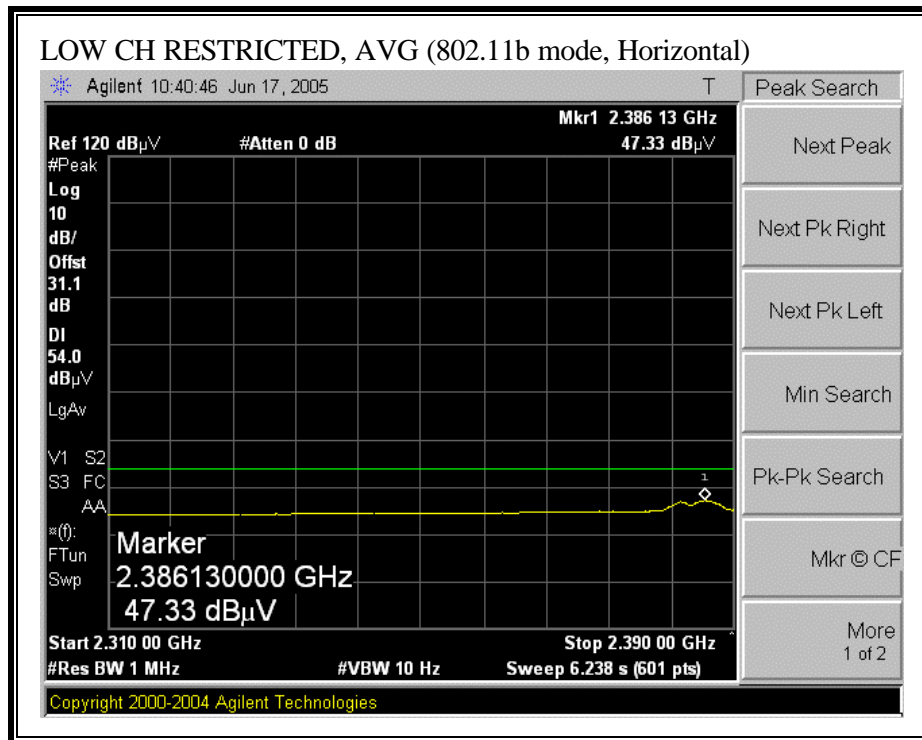 LOW CH RESTRICTED, AVG (802.11b mode, Horizontal)
Agilent 10:40:46 Jun 17, 2005 T
Peak Search
Mkr1 2.386 13 GHz
Ref 120 dBµV #Atten 0 dB 47.33 dBµV
#Peak
Log
10
dB/
Offst
31.1
dB
DI
54.0
dBµV
LgAv
V1 S2
S3 FC
AA
¤(f):
FTun
Swp
1
Marker
2.386130000 GHz
47.33 dBµV
Start 2.310 00 GHz Stop 2.390 00 GHz ^
#Res BW 1 MHz #VBW 10 Hz Sweep 6.238 s (601 pts)
Copyright 2000-2004 Agilent Technologies
Next Peak
Next Pk Right
Next Pk Left
Min Search
Pk-Pk Search
Mkr © CF
More
1 of 2